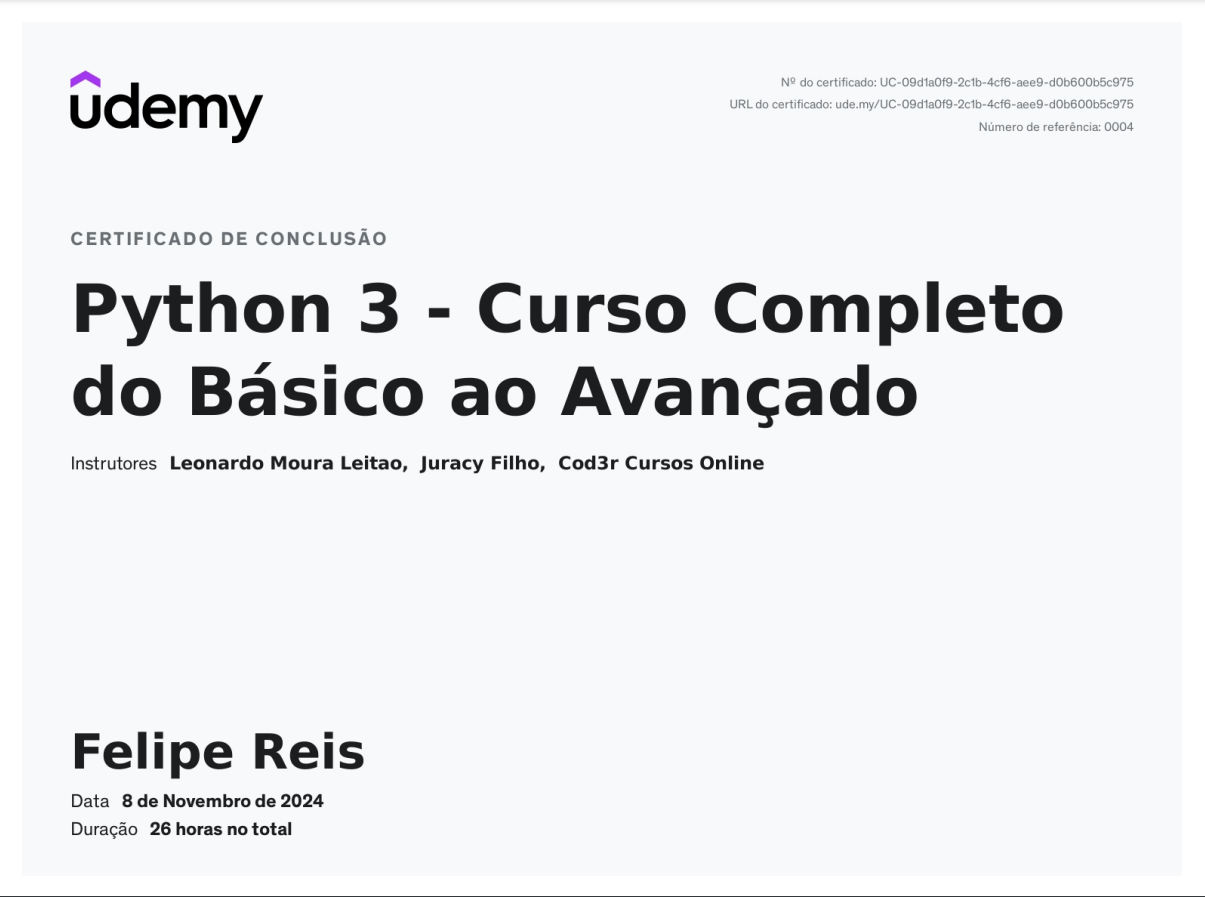 udemy
Nº do certificado: UC-09d1a0f9-2c1b-4cf6-aee9-d0b600b5c975
URL do certificado: ude.my/UC-09d1a0f9-2c1b-4cf6-aee9-d0b600b5c975
Número de referência: 0004
CERTIFICADO DE CONCLUSÃO
Python 3 - Curso Completo
do Básico ao Avançado
Instrutores Leonardo Moura Leitao, Juracy Filho, Cod3r Cursos Online
Felipe Reis
Data 8 de Novembro de 2024
Duração 26 horas no total